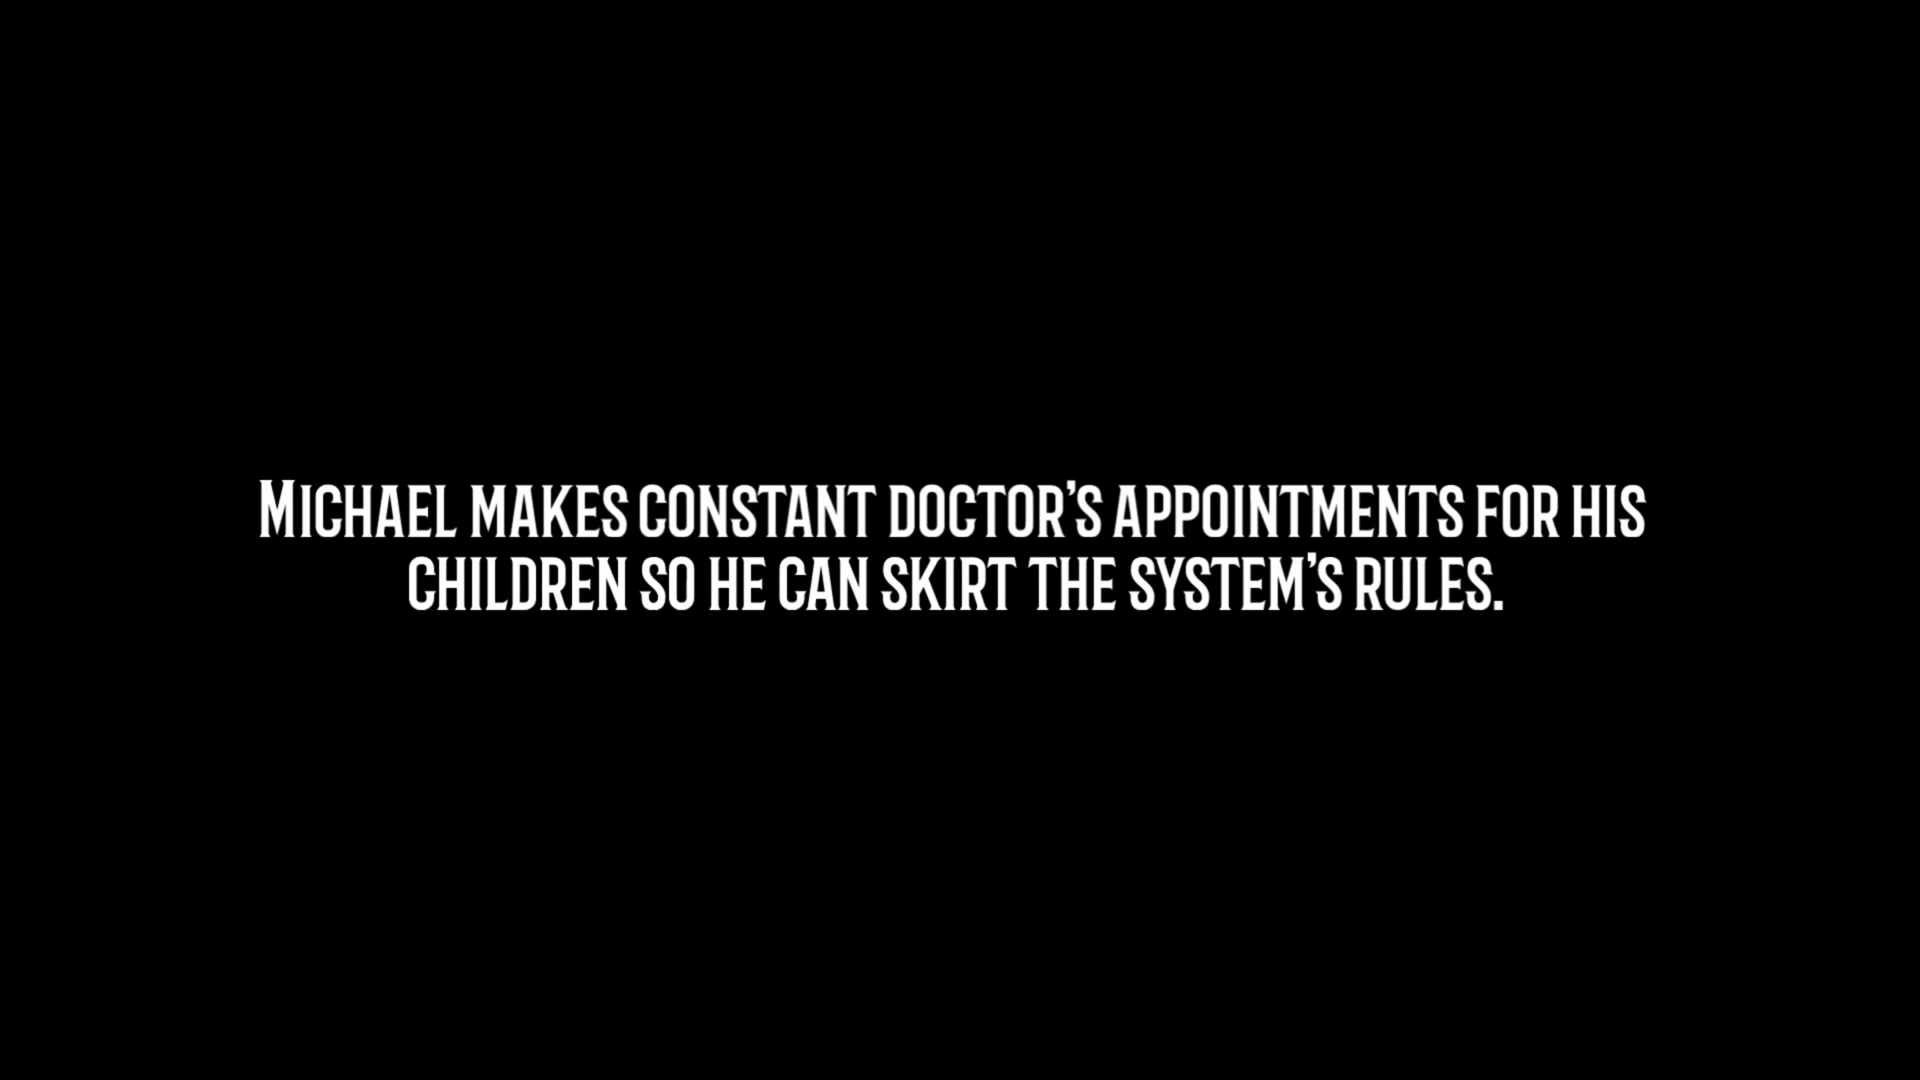 Michael makes constant doctor’s appointments for his
children so he can skirt the system’s rules.